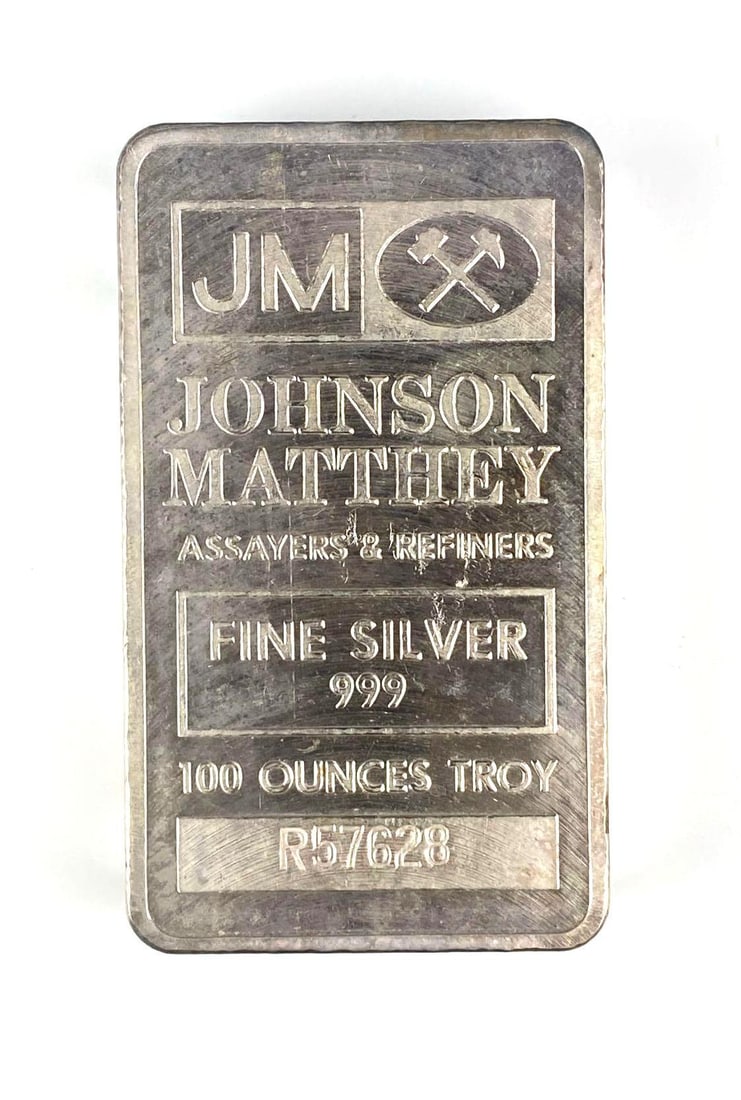 JM
JOHNSON
MATTHEY
ASSAYERS & REFINERS
FINE SILVER
999
100 OUNCES TROY
R57628